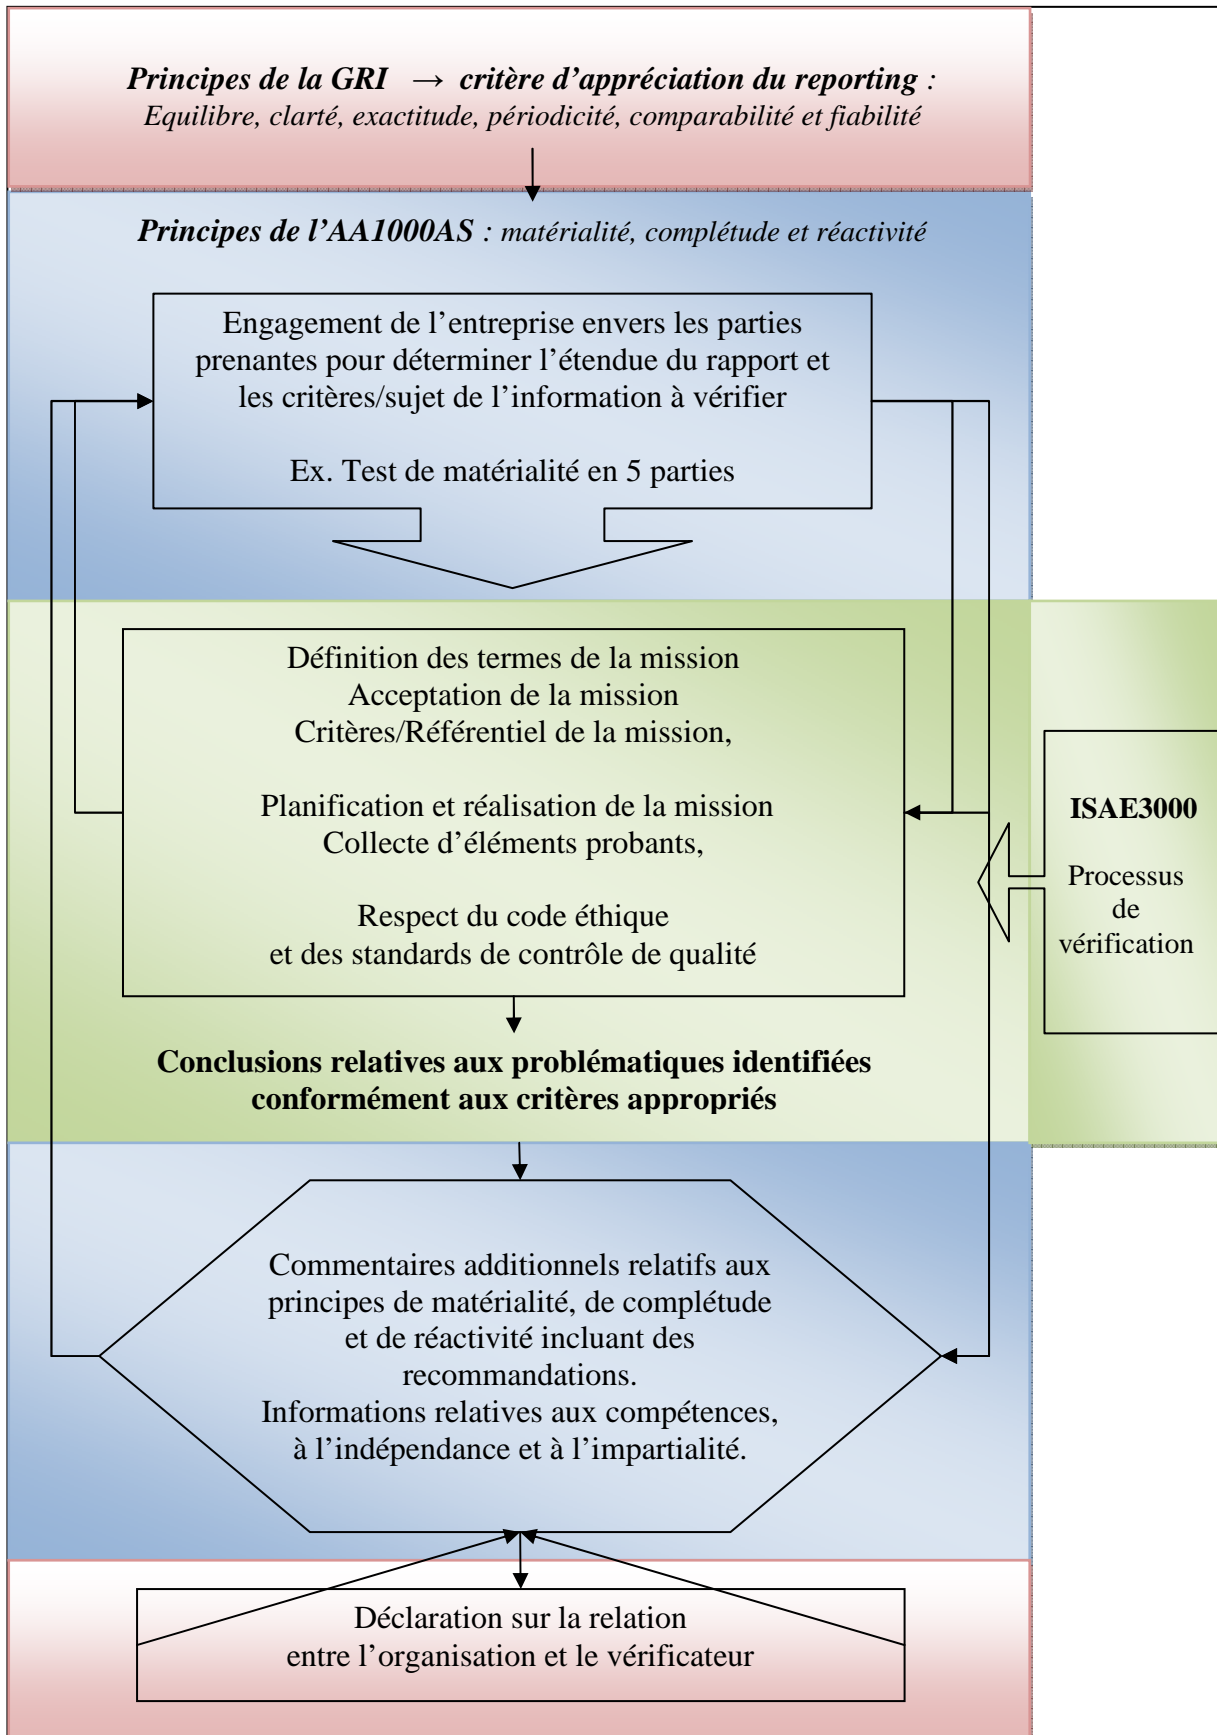 Principes de la GRI → critère d'appréciation du reporting :
Equilibre, clarté, exactitude, périodicité, comparabilité et fiabilité
Principes de l'AA1000AS : matérialité, complétude et réactivité
Engagement de l'entreprise envers les parties
prenantes pour déterminer l'étendue du rapport et
les critères/sujet de l'information à vérifier
Ex. Test de matérialité en 5 parties
Définition des termes de la mission
Acceptation de la mission
Critères/Référentiel de la mission,
Planification et réalisation de la mission
Collecte d'éléments probants,
Respect du code éthique
et des standards de contrôle de qualité
ISAE3000
Processus
de
vérification
Conclusions relatives aux problématiques identifiées
conformément aux critères appropriés
Commentaires additionnels relatifs aux
principes de matérialité, de complétude
et de réactivité incluant des
recommandations.
Informations relatives aux compétences,
à l'indépendance et à l'impartialité.
Déclaration sur la relation
entre l'organisation et le vérificateur